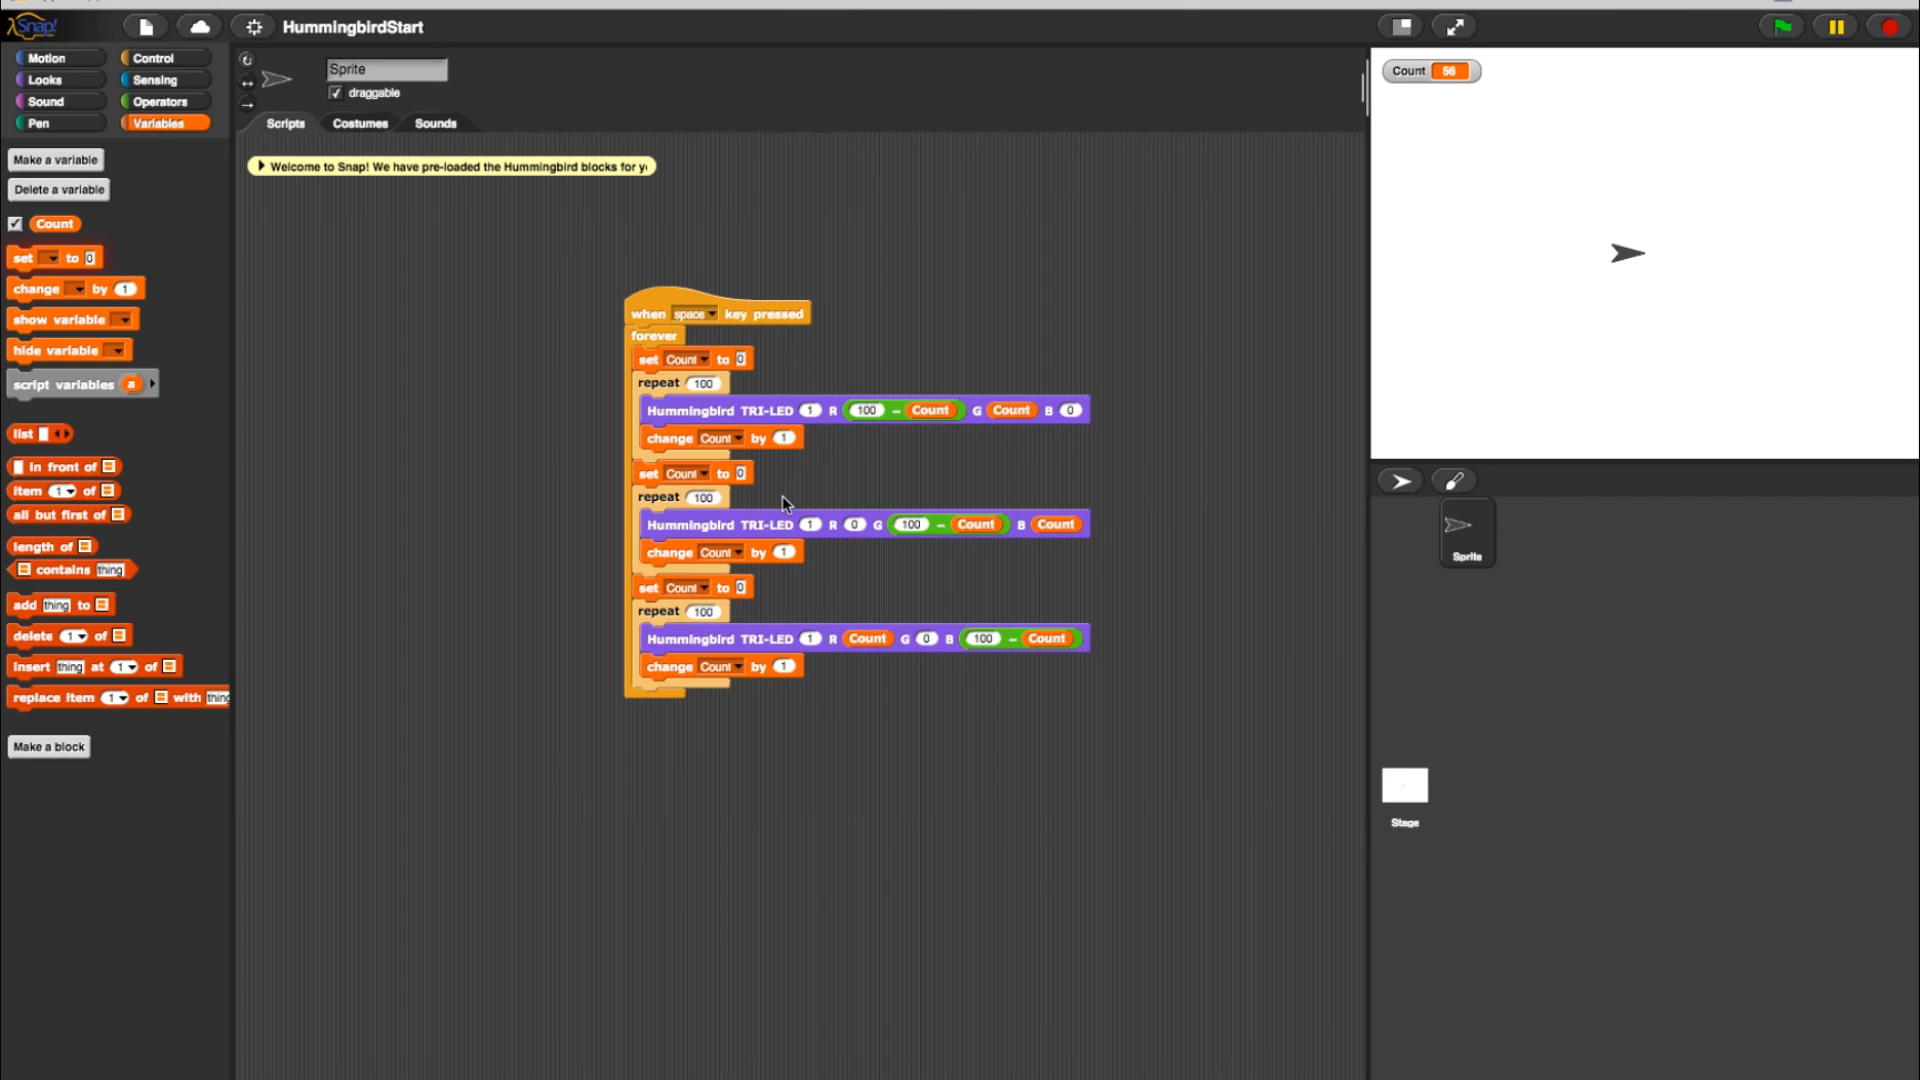 Snap!
HummingbirdStart
Motion
Control
Looks
Sensing
Sound
Operators
Pen
Variables
Make a variable
Delete a variable
Count
set to 0
change by 1
show variable
hide variable
script variables a
list
in front of
item 1 of
all but first of
length of
contains thing
add thing to
delete 1 of
insert thing at 1 of
replace item 1 of with thing
Make a block
Sprite
draggable
Scripts Costumes Sounds
Welcome to Snap! We have pre-loaded the Hummingbird blocks for
when space key pressed
forever
set Count to 0
repeat 100
Hummingbird TRI-LED 1 R 100 - Count G Count B 0
change Count by 1
set Count to 0
repeat 100
Hummingbird TRI-LED 1 R 0 G 100 - Count B Count
change Count by 1
set Count to 0
repeat 100
Hummingbird TRI-LED 1 R Count G 0 B 100 - Count
change Count by 1
Count 56
Sprite
Stage